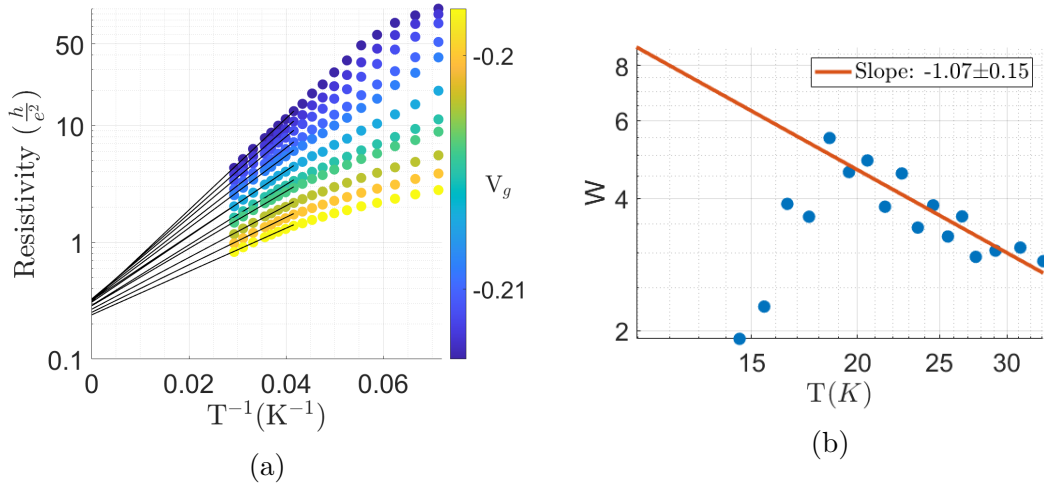 50
10
1
0.1
Resistivity (h/e²)
0
0.02
0.04
0.06
T⁻¹(K⁻¹)
-0.2
V_g
-0.21
(a)
Slope: -1.07±0.15
8
6
4
2
W
15
20
25
30
T(K)
(b)